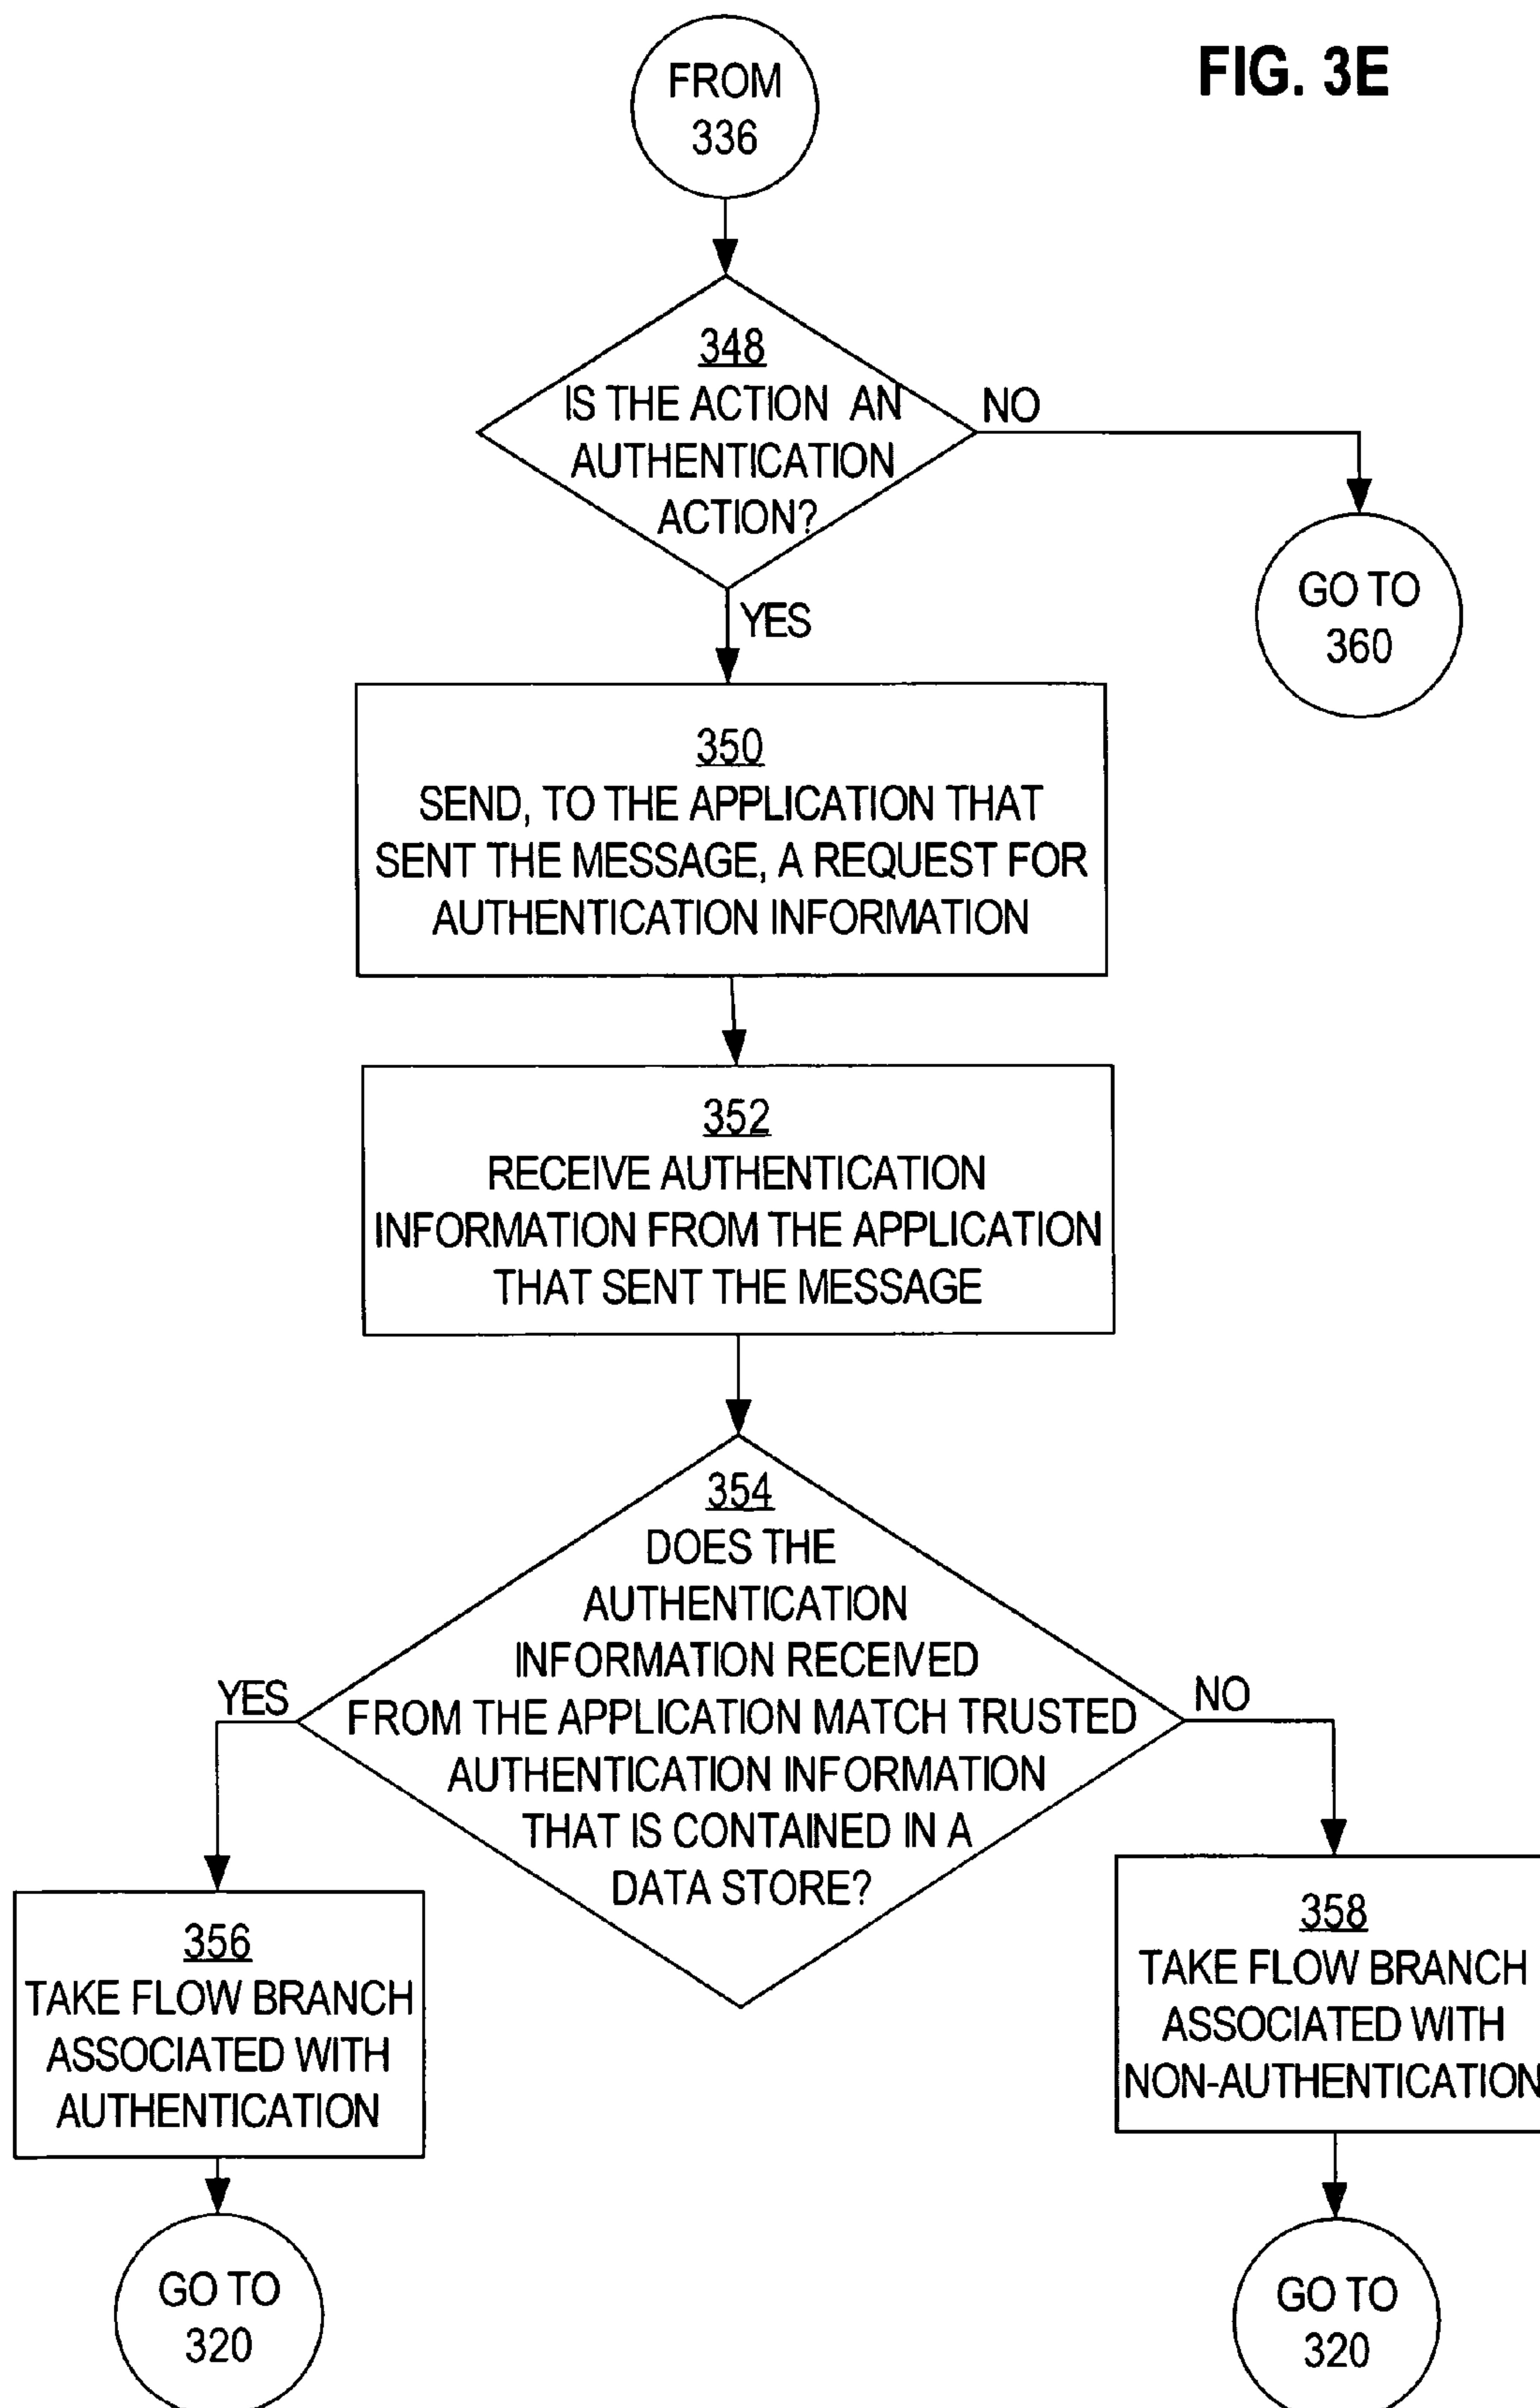 FIG. 3E
FROM
336
348
IS THE ACTION AN
AUTHENTICATION
ACTION?
NO
GO TO
360
YES
350
SEND, TO THE APPLICATION THAT
SENT THE MESSAGE, A REQUEST FOR
AUTHENTICATION INFORMATION
352
RECEIVE AUTHENTICATION
INFORMATION FROM THE APPLICATION
THAT SENT THE MESSAGE
354
DOES THE
AUTHENTICATION
INFORMATION RECEIVED
FROM THE APPLICATION MATCH TRUSTED
AUTHENTICATION INFORMATION
THAT IS CONTAINED IN A
DATA STORE?
YES
NO
356
TAKE FLOW BRANCH
ASSOCIATED WITH
AUTHENTICATION
358
TAKE FLOW BRANCH
ASSOCIATED WITH
NON-AUTHENTICATION
GO TO
320
GO TO
320